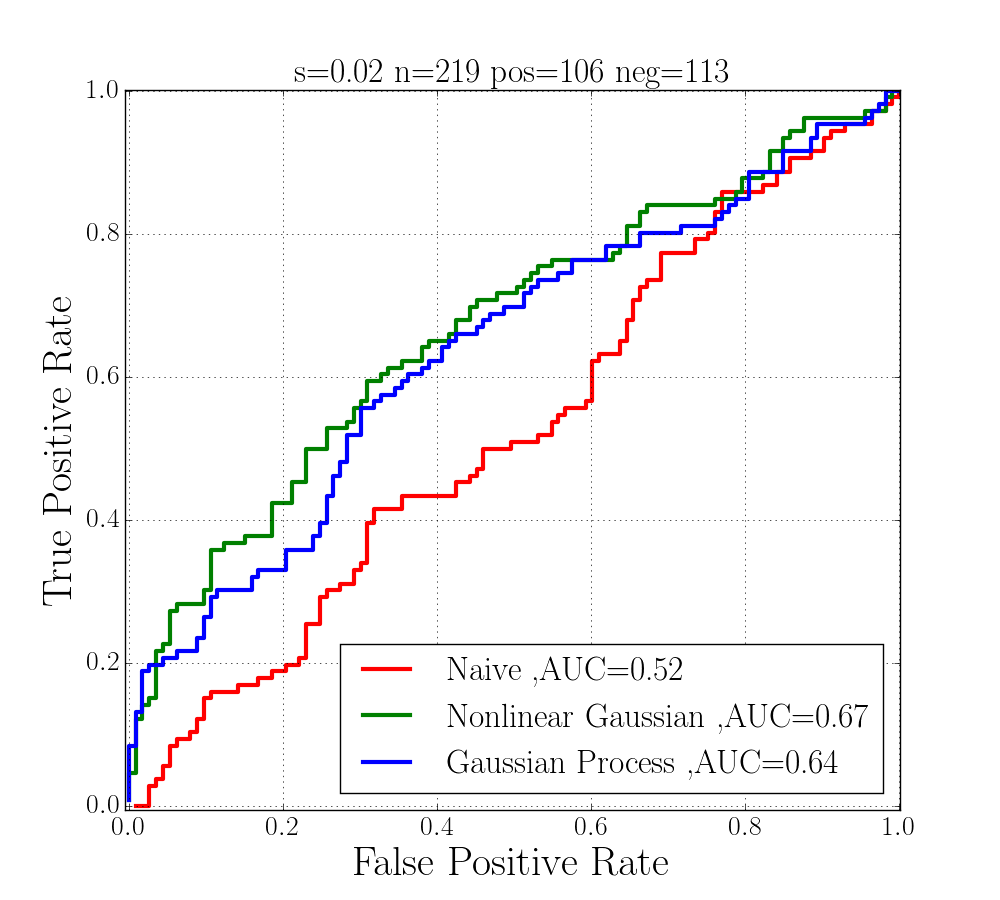 s=0.02 n=219 pos=106 neg=113
1.0
0.8
0.6
0.4
0.2
0.0
True Positive Rate
Naive ,AUC=0.52
Nonlinear Gaussian ,AUC=0.67
Gaussian Process ,AUC=0.64
0.0 0.2 0.4 0.6 0.8 1.0
False Positive Rate